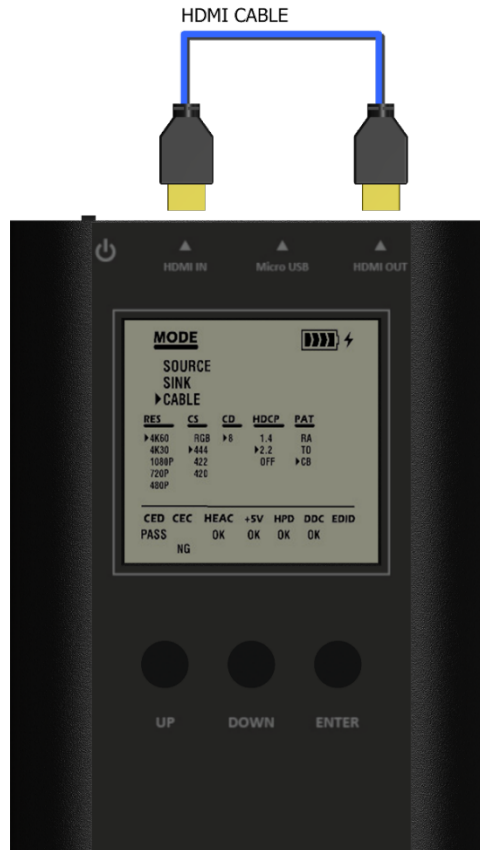 HDMI CABLE
HDMI IN Micro USB HDMI OUT
MODE
SOURCE
SINK
CABLE
RES CS CD HDCP PAT
4K60 RGB 8 1.4 RA
4K30 444 2.2 TO
1080P 422 OFF CB
720P 420
480P
CED CEC HEAC +5V HPD DDC EDID
PASS OK OK OK OK
NG
UP DOWN ENTER